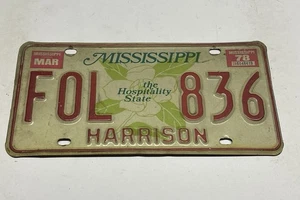 MISSISSIPPI
MAR
78
the
Hospitality
State
FOL 836
HARRISON